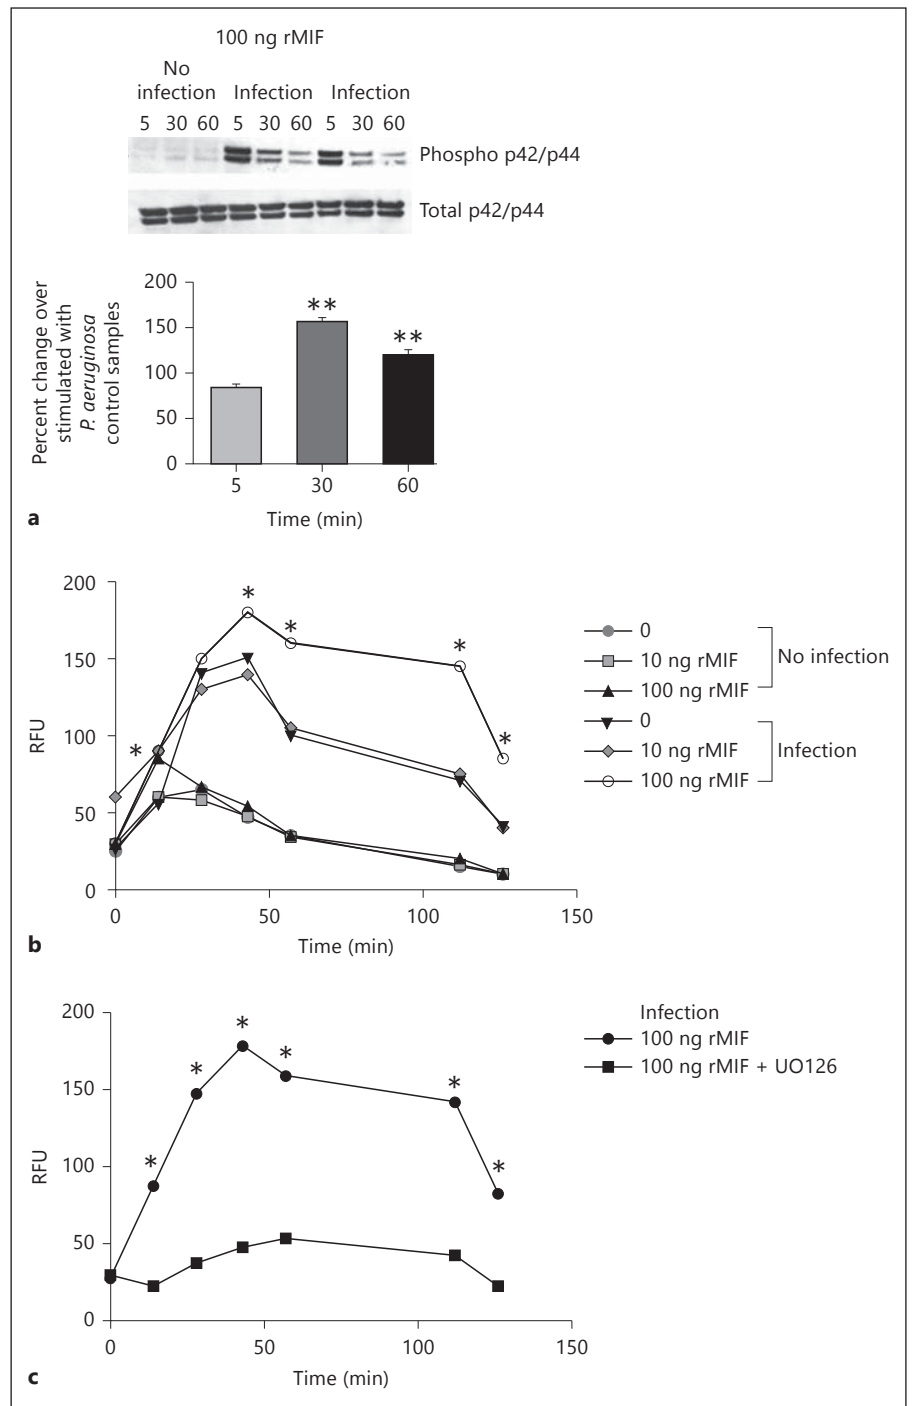 100 ng rMIF
No
infection Infection Infection
5 30 60 5 30 60 5 30 60
Phospho p42/p44
Total p42/p44
Percent change over
stimulated with
P. aeruginosa
control samples
200
**
150
**
100
50
0
5 30 60
Time (min)
a
200
*
*
*
150
RFU
100
*
*
50
0
0 50 100 150
Time (min)
b
0
10 ng rMIF
No infection
100 ng rMIF
0
10 ng rMIF
Infection
100 ng rMIF
200
*
*
*
*
150
RFU
*
*
100
50
0
0 50 100 150
Time (min)
c
Infection
100 ng rMIF
100 ng rMIF + UO126